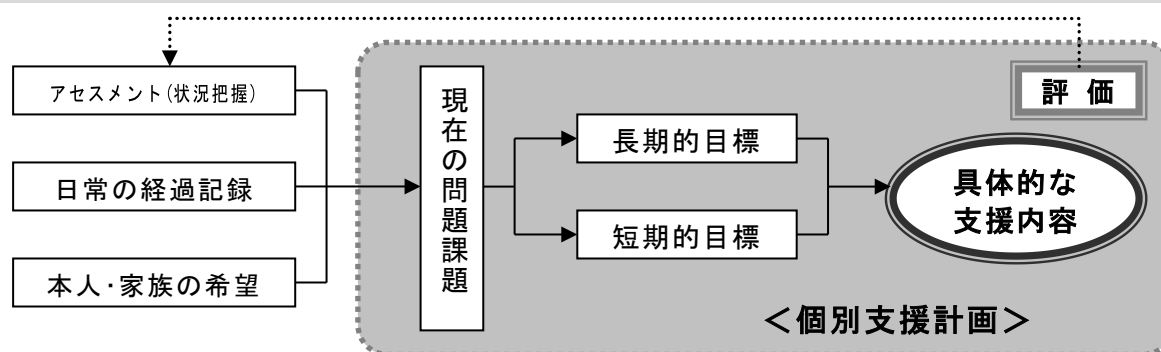 アセスメント(状況把握)
日常の経過記録
本人・家族の希望
現在の問題課題
長期的目標
短期的目標
評 価
具体的な
支援内容
＜個別支援計画＞